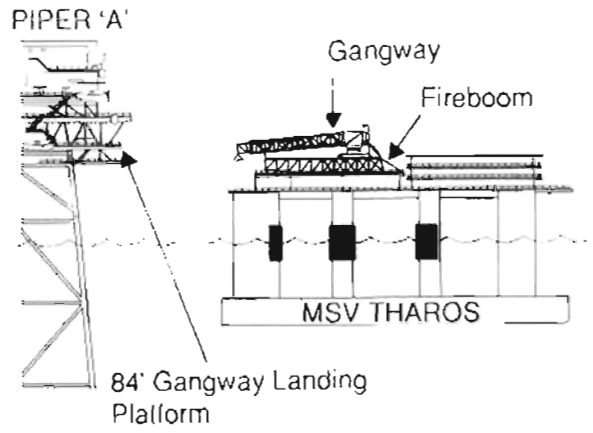 PIPER 'A'
Gangway
Fireboom
MSV THAROS
84' Gangway Landing
Platform